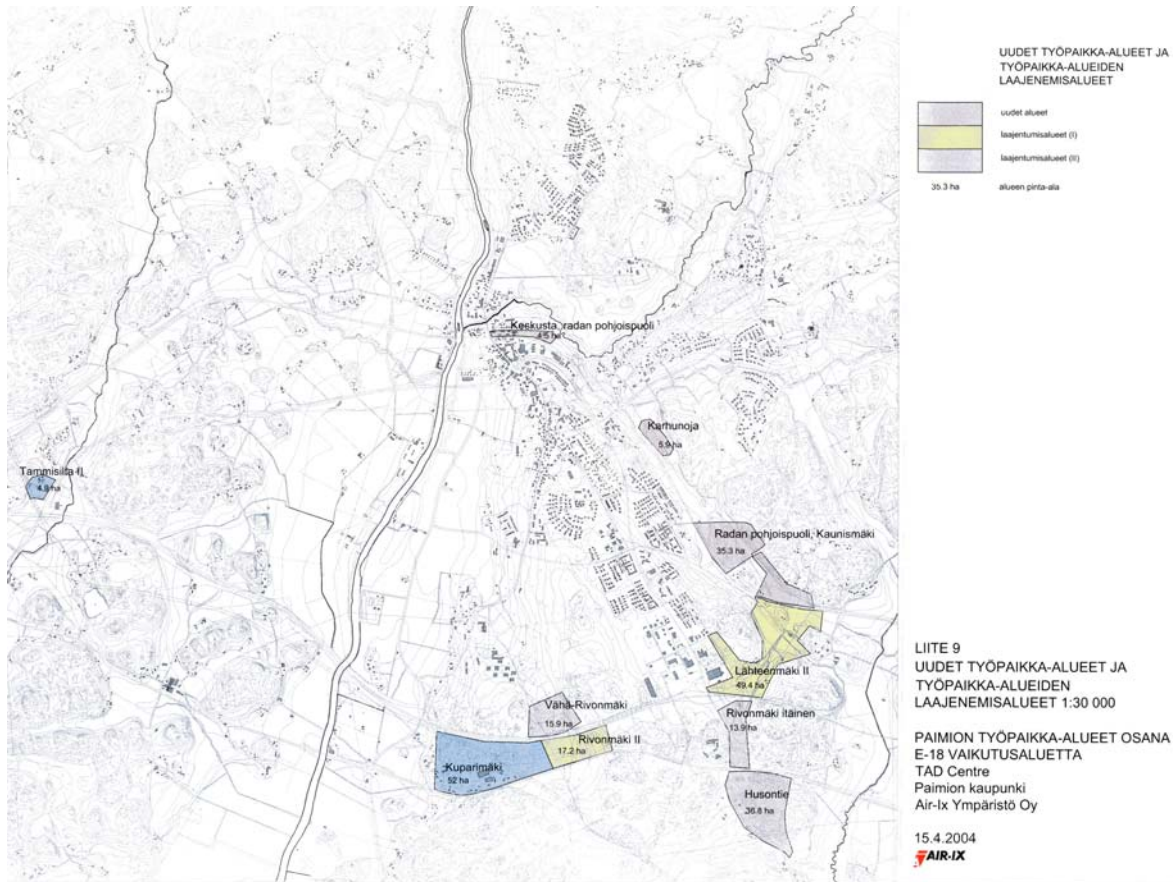 UUDET TYÖPAIKKA-ALUEET JA
TYÖPAIKKA-ALUEIDEN
LAAJENEMISALUEET
uudet alueet
laajentumisalueet (I)
laajentumisalueet (II)
35.3 ha
alueen pinta-ala
Keskusta, radan pohjoispuoli
4.5 ha
Karhunoja
5.9 ha
Tammisilta II
4.8 ha
Radan pohjoispuoli, Kaunismäki
35.3 ha
Lähteenmäki II
49.4 ha
Vähä-Rivonmäki
15.9 ha
Rivonmäki itäinen
13.9 ha
Rivonmäki II
17.2 ha
Kuparimäki
52 ha
Husontie
36.8 ha
LIITE 9
UUDET TYÖPAIKKA-ALUEET JA
TYÖPAIKKA-ALUEIDEN
LAAJENEMISALUEET 1:30 000
PAIMION TYÖPAIKKA-ALUEET OSANA
E-18 VAIKUTUSALUETTA
TAD Centre
Paimion kaupunki
Air-Ix Ympäristö Oy
15.4.2004
AIR-IX